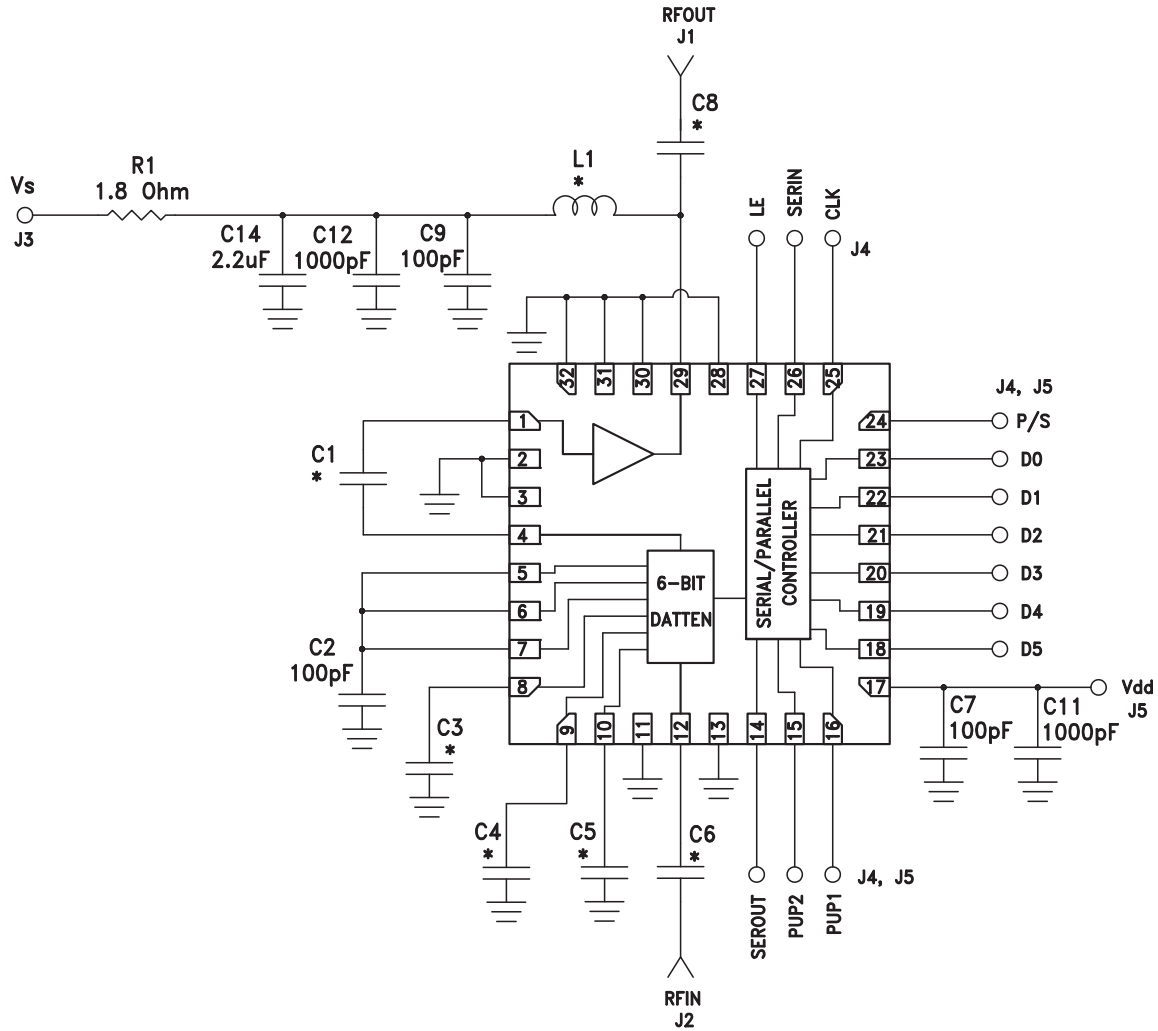 RFOUT
J1
C8
*
L1
*
R1
1.8 Ohm
Vs
J3
C14
2.2uF
C12
1000pF
C9
100pF
LE
SERIN
CLK
J4
32
31
30
29
28
27
26
25
J4, J5
1
24
P/S
C1
*
2
23
D0
3
22
D1
4
21
D2
5
20
D3
6
19
D4
7
18
D5
8
17
6-BIT
DATTEN
SERIAL/PARALLEL
CONTROLLER
C2
100pF
Vdd
J5
C7
100pF
C11
1000pF
C3
*
9
10
11
12
13
14
15
16
C4
*
C5
*
C6
*
J4, J5
SEROUT
PUP2
PUP1
RFIN
J2